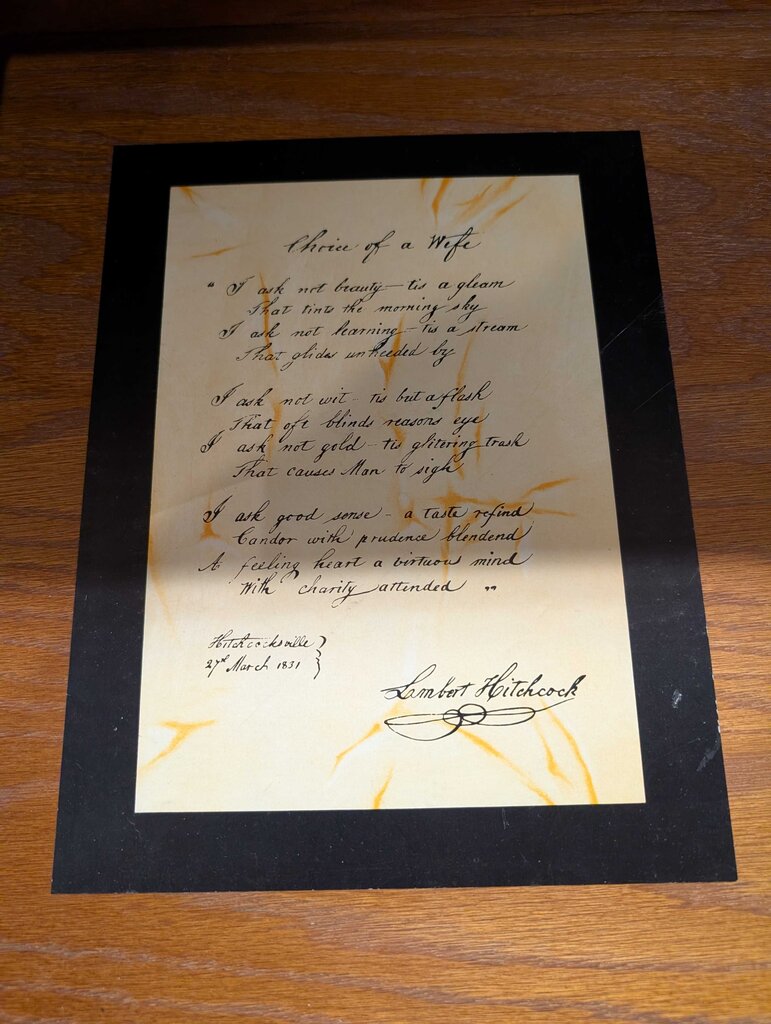 Choice of a Wife
" I ask not beauty – tis a gleam
That tints the morning sky
I ask not learning – tis a stream
That glides unheeded by
I ask not wit – tis but a flash
That oft blinds reasons eye
I ask not gold – tis glitering trash
That causes Man to sigh
I ask good sense – a taste refind
Candor with prudence blendend
A feeling heart a virtuous mind
With charity attended "
Hitchcocksville }
27th March 1831 }
Lambert Hitchcock